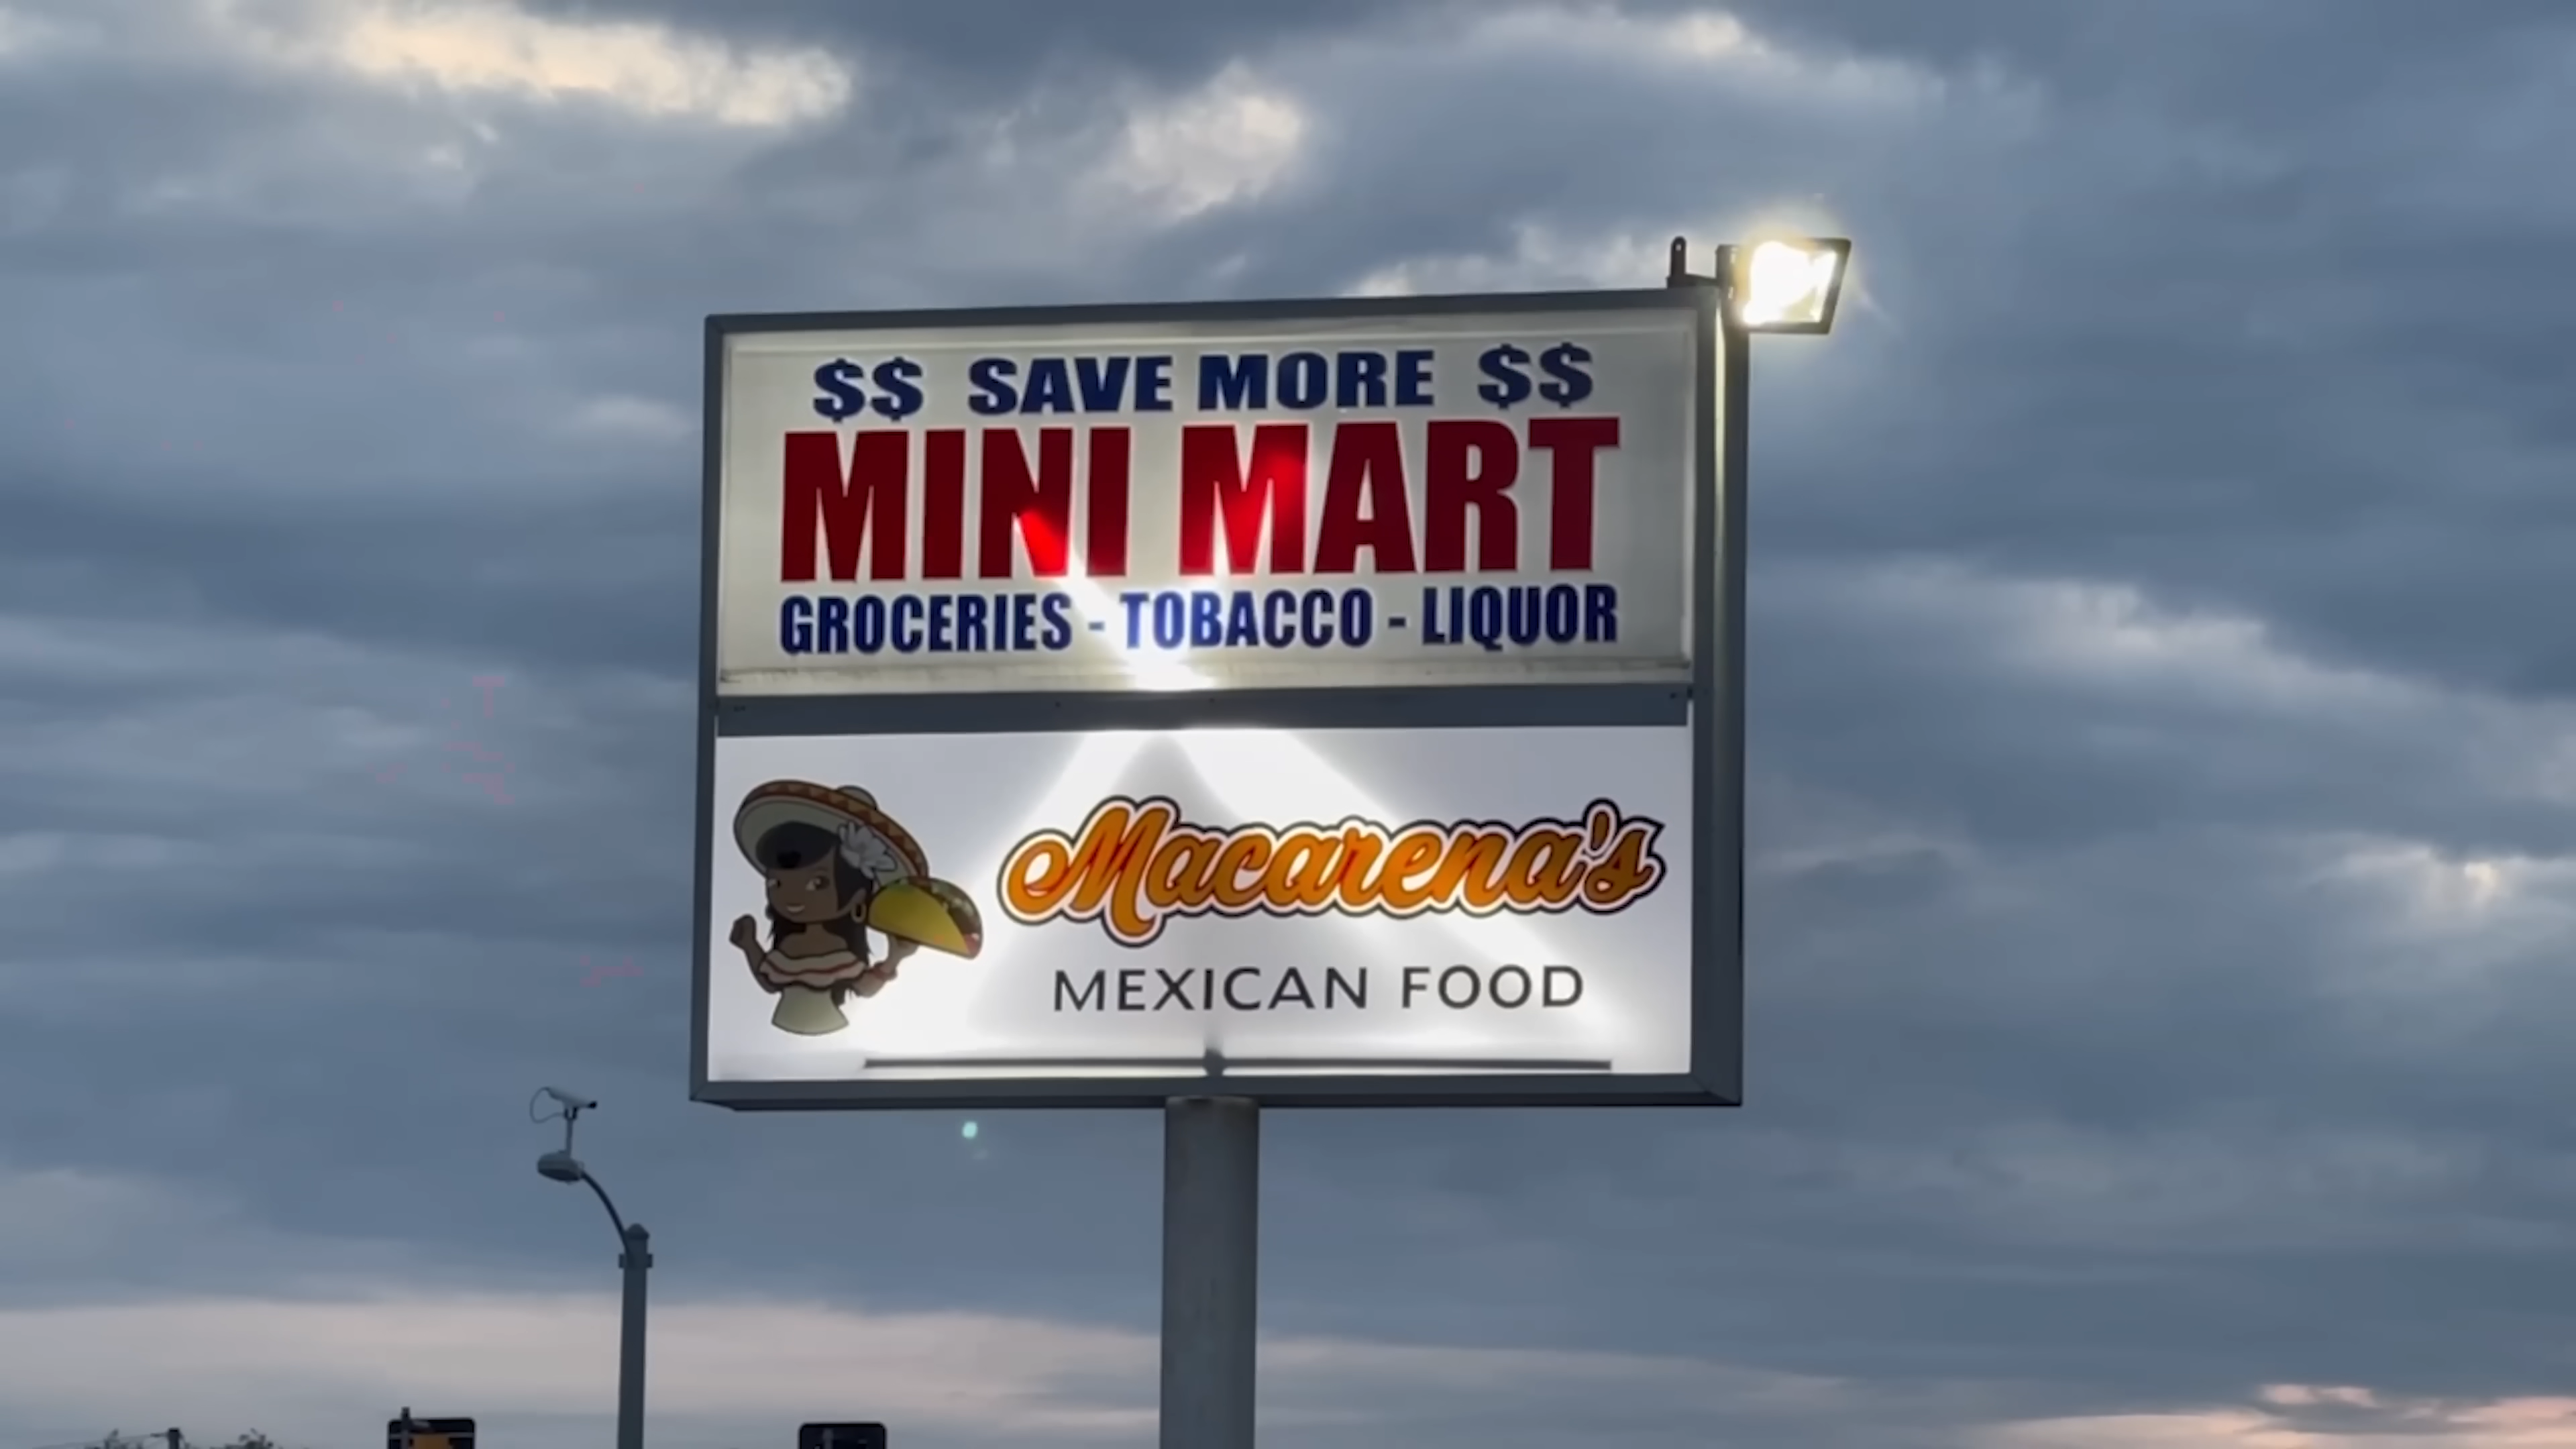 $$ SAVE MORE $$
MINI MART
GROCERIES - TOBACCO - LIQUOR
Macarena's
MEXICAN FOOD